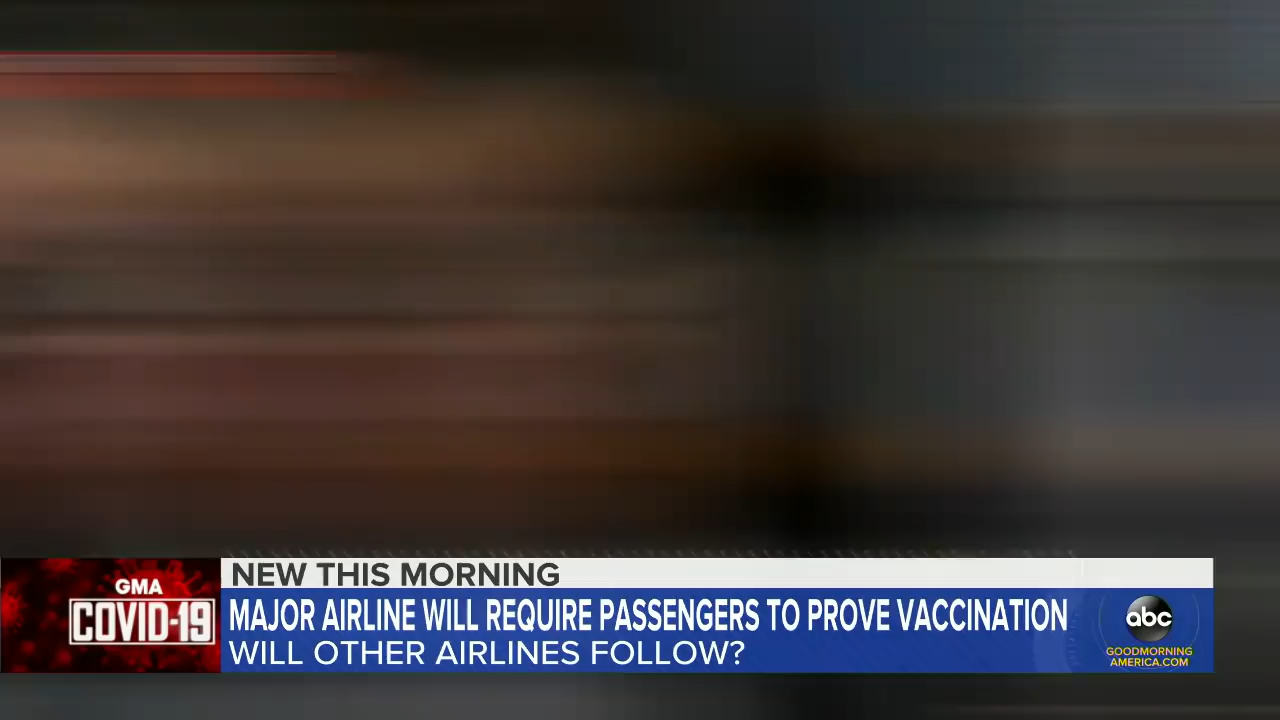 NEW THIS MORNING
GMA
COVID-19
MAJOR AIRLINE WILL REQUIRE PASSENGERS TO PROVE VACCINATION
WILL OTHER AIRLINES FOLLOW?
abc
GOODMORNING
AMERICA.COM